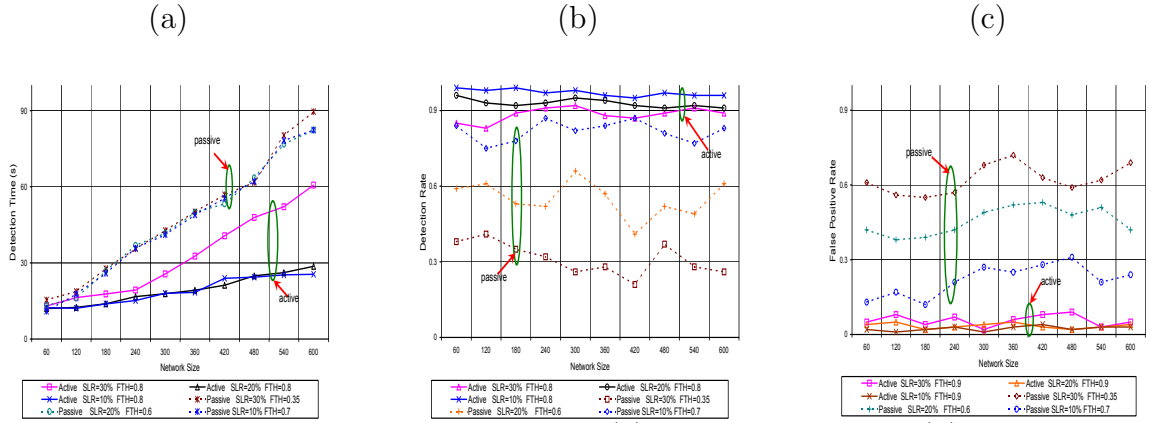 (a)
(b)
(c)
Detection Time (s)
90
60
30
0
60 120 180 240 300 360 420 480 540 600
Network Size
passive
active
Active SLR=30% FTH=0.8
Active SLR=20% FTH=0.8
Active SLR=10% FTH=0.8
Passive SLR=30% FTH=0.35
Passive SLR=20% FTH=0.6
Passive SLR=10% FTH=0.7
Detection Rate
0.9
0.6
0.3
0
60 120 180 240 300 360 420 480 540 600
Network Size
active
passive
Active SLR=30% FTH=0.8
Active SLR=20% FTH=0.8
Active SLR=10% FTH=0.8
Passive SLR=30% FTH=0.35
Passive SLR=20% FTH=0.6
Passive SLR=10% FTH=0.7
False Positive Rate
0.9
0.6
0.3
0
60 120 180 240 300 360 420 480 540 600
Network Size
passive
active
Active SLR=30% FTH=0.9
Active SLR=20% FTH=0.9
Active SLR=10% FTH=0.9
Passive SLR=30% FTH=0.35
Passive SLR=20% FTH=0.6
Passive SLR=10% FTH=0.7